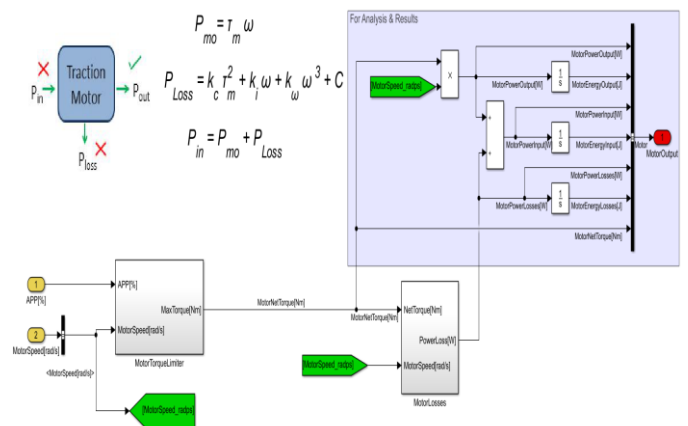 For Analysis & Results
P_mo = τ_m ω
P_Loss = k_c τ_m^2 + k_i ω + k_ω ω^3 + C
P_in = P_mo + P_Loss
Traction
Motor
P_in
P_out
P_loss
[MotorSpeed_radps]
×
MotorPowerOutput[W]
MotorPowerOutput[W]
1
s
MotorEnergyOutput[J]
MotorPowerInput[W]
+
+
MotorPowerInput[W]
1
s
MotorEnergyInput[J]
Motor
1
MotorOutput
MotorPowerLosses[W]
MotorPowerLosses[W]
1
s
MotorEnergyLosses[J]
MotorNetTorque[Nm]
1
APP[%]
2
MotorSpeed[rad/s]
<MotorSpeed[rad/s]>
APP[%]
MaxTorque[Nm]
MotorSpeed[rad/s]
MotorTorqueLimiter
MotorNetTorque[Nm]
MotorNetTorque[Nm]
NetTorque[Nm]
PowerLoss[W]
MotorSpeed[rad/s]
MotorLosses
[MotorSpeed_radps]
[MotorSpeed_radps]